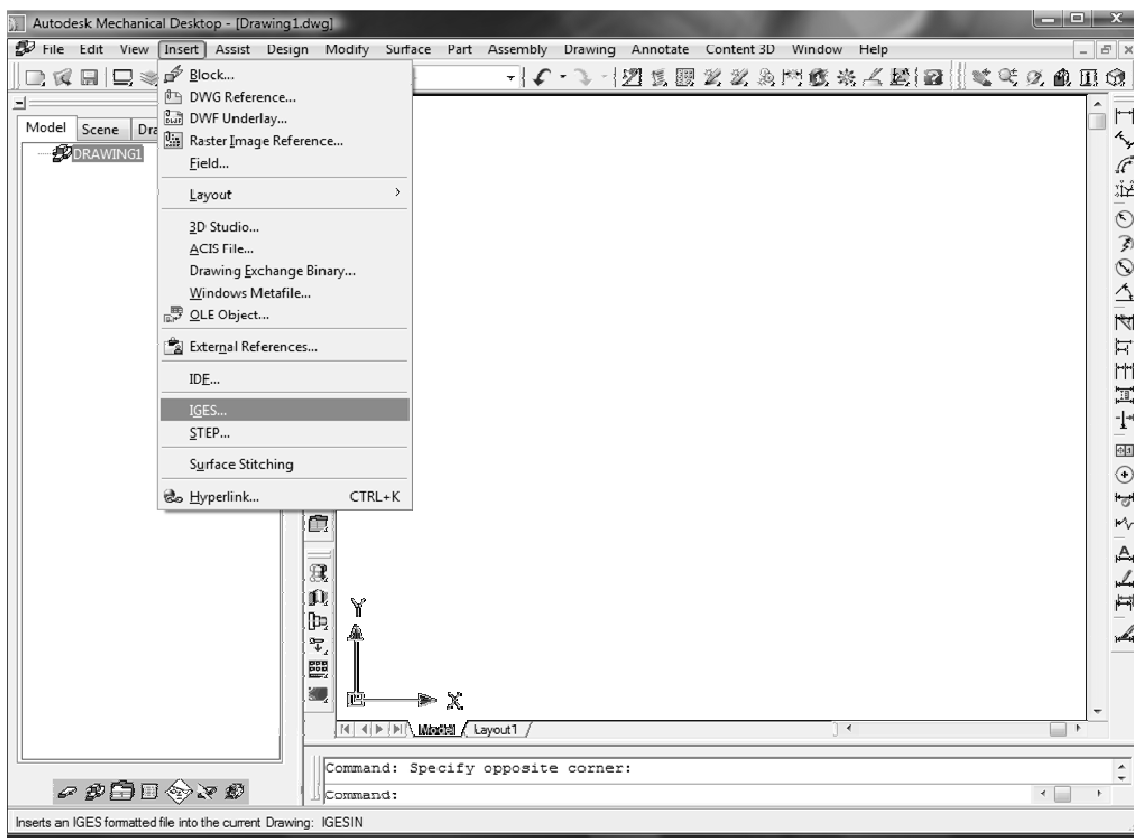 Autodesk Mechanical Desktop - [Drawing1.dwg]
File Edit View Insert Assist Design Modify Surface Part Assembly Drawing Annotate Content 3D Window Help
Block...
DWG Reference...
DWF Underlay...
Raster Image Reference...
Field...
Layout
3D Studio...
ACIS File...
Drawing Exchange Binary...
Windows Metafile...
OLE Object...
External References...
IDE...
IGES...
STEP...
Surface Stitching
Hyperlink... CTRL+K
Model Scene Dra
DRAWING1
Y
X
Model Layout1
Command: Specify opposite corner:
Command:
Inserts an IGES formatted file into the current Drawing: IGESIN